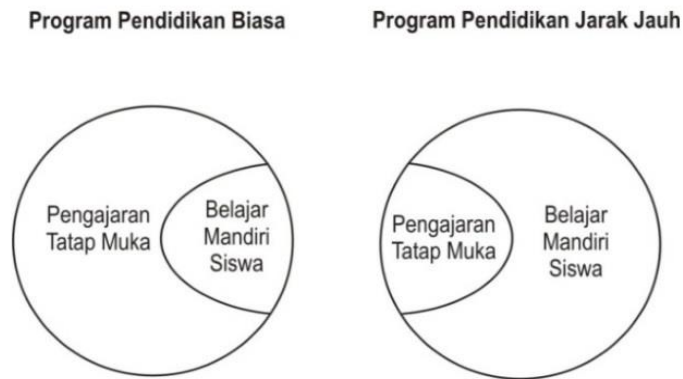 Program Pendidikan Biasa
Program Pendidikan Jarak Jauh
Pengajaran
Tatap Muka
Belajar
Mandiri
Siswa
Pengajaran
Tatap Muka
Belajar
Mandiri
Siswa